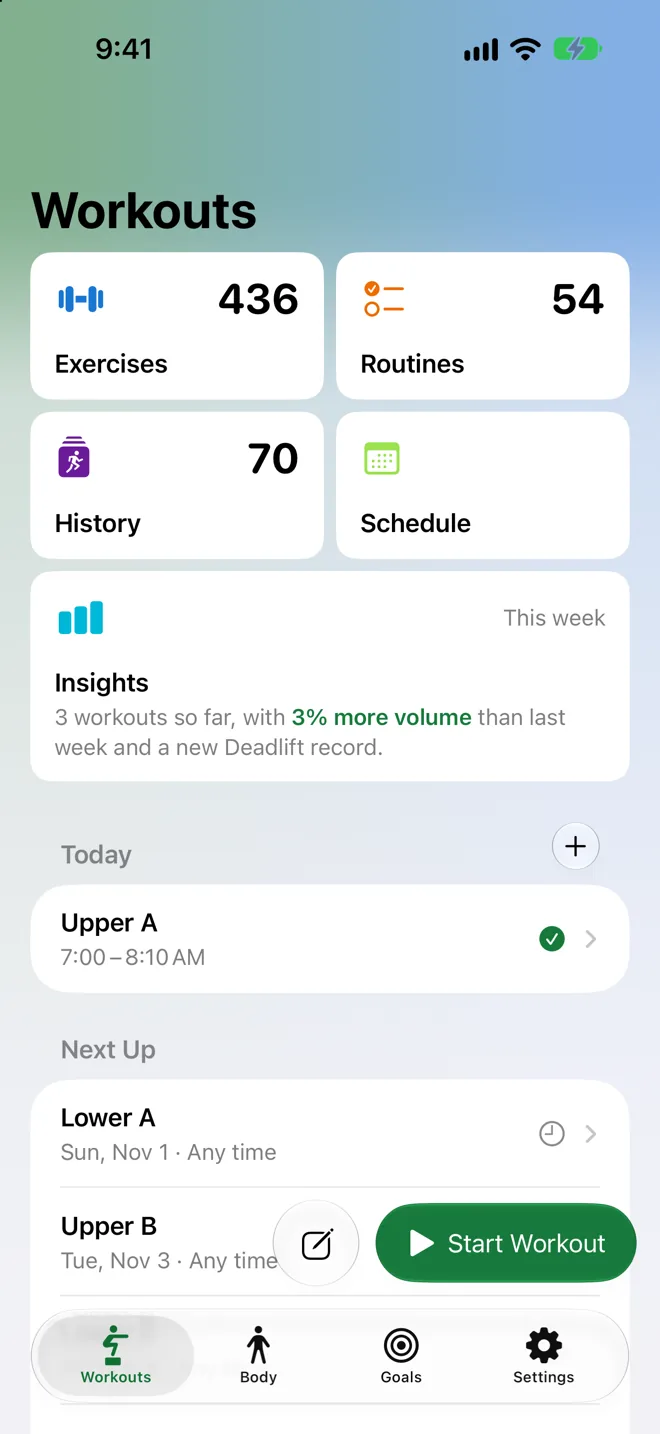 9:41
Workouts
436
Exercises
54
Routines
70
History
Schedule
This week
Insights
3 workouts so far, with 3% more volume than last
week and a new Deadlift record.
Today
Upper A
7:00 – 8:10 AM
Next Up
Lower A
Sun, Nov 1 · Any time
Upper B
Tue, Nov 3 · Any time
Start Workout
Workouts
Body
Goals
Settings